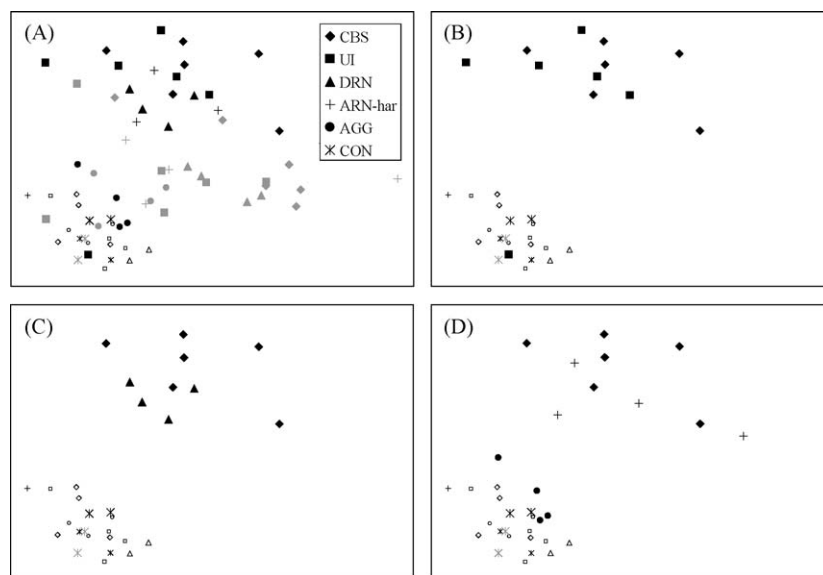 (A)
CBS
UI
DRN
ARN-har
AGG
CON
(B)
(C)
(D)